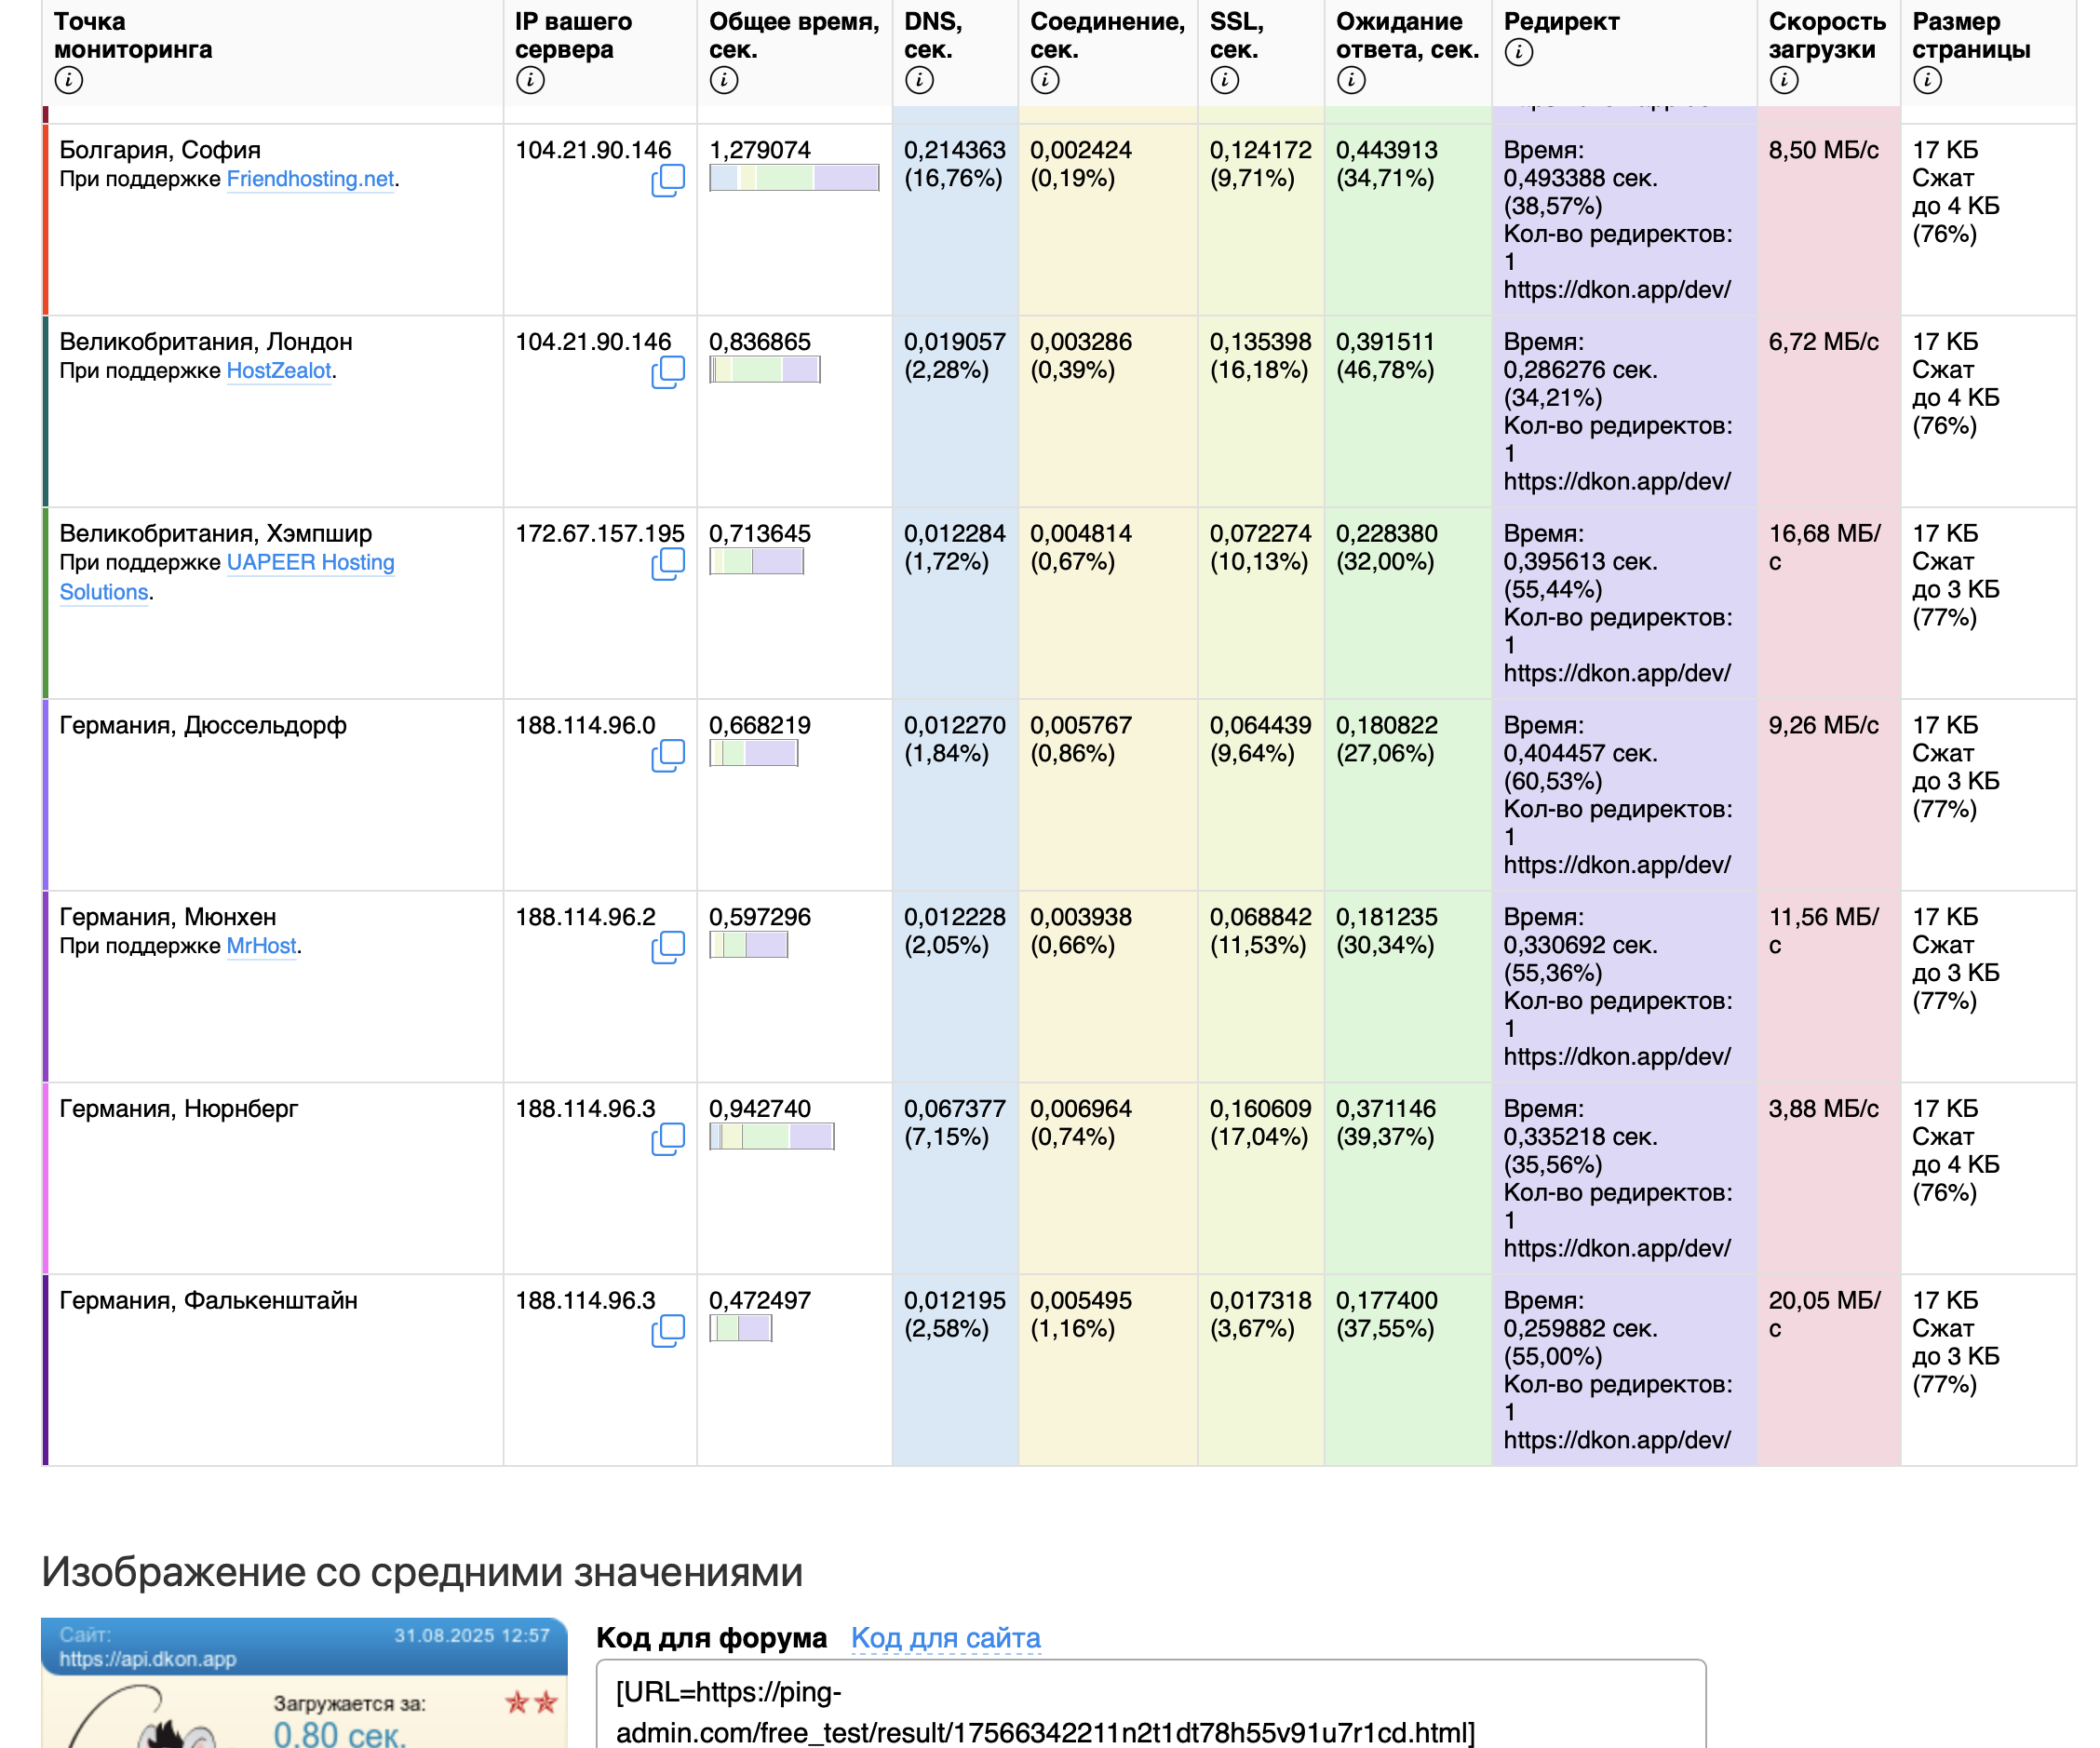 Точка мониторинга
IP вашего сервера
Общее время, сек.
DNS, сек.
Соединение, сек.
SSL, сек.
Ожидание ответа, сек.
Редирект
Скорость загрузки
Размер страницы
Болгария, София
При поддержке Friendhosting.net.
104.21.90.146
1,279074
0,214363
(16,76%)
0,002424
(0,19%)
0,124172
(9,71%)
0,443913
(34,71%)
Время:
0,493388 сек.
(38,57%)
Кол-во редиректов:
1
https://dkon.app/dev/
8,50 МБ/с
17 КБ
Сжат
до 4 КБ
(76%)
Великобритания, Лондон
При поддержке HostZealot.
104.21.90.146
0,836865
0,019057
(2,28%)
0,003286
(0,39%)
0,135398
(16,18%)
0,391511
(46,78%)
Время:
0,286276 сек.
(34,21%)
Кол-во редиректов:
1
https://dkon.app/dev/
6,72 МБ/с
17 КБ
Сжат
до 4 КБ
(76%)
Великобритания, Хэмпшир
При поддержке UAPEER Hosting
Solutions.
172.67.157.195
0,713645
0,012284
(1,72%)
0,004814
(0,67%)
0,072274
(10,13%)
0,228380
(32,00%)
Время:
0,395613 сек.
(55,44%)
Кол-во редиректов:
1
https://dkon.app/dev/
16,68 МБ/
с
17 КБ
Сжат
до 3 КБ
(77%)
Германия, Дюссельдорф
188.114.96.0
0,668219
0,012270
(1,84%)
0,005767
(0,86%)
0,064439
(9,64%)
0,180822
(27,06%)
Время:
0,404457 сек.
(60,53%)
Кол-во редиректов:
1
https://dkon.app/dev/
9,26 МБ/с
17 КБ
Сжат
до 3 КБ
(77%)
Германия, Мюнхен
При поддержке MrHost.
188.114.96.2
0,597296
0,012228
(2,05%)
0,003938
(0,66%)
0,068842
(11,53%)
0,181235
(30,34%)
Время:
0,330692 сек.
(55,36%)
Кол-во редиректов:
1
https://dkon.app/dev/
11,56 МБ/
с
17 КБ
Сжат
до 3 КБ
(77%)
Германия, Нюрнберг
188.114.96.3
0,942740
0,067377
(7,15%)
0,006964
(0,74%)
0,160609
(17,04%)
0,371146
(39,37%)
Время:
0,335218 сек.
(35,56%)
Кол-во редиректов:
1
https://dkon.app/dev/
3,88 МБ/с
17 КБ
Сжат
до 4 КБ
(76%)
Германия, Фалькенштайн
188.114.96.3
0,472497
0,012195
(2,58%)
0,005495
(1,16%)
0,017318
(3,67%)
0,177400
(37,55%)
Время:
0,259882 сек.
(55,00%)
Кол-во редиректов:
1
https://dkon.app/dev/
20,05 МБ/
с
17 КБ
Сжат
до 3 КБ
(77%)
Изображение со средними значениями
Сайт: 31.08.2025 12:57
https://api.dkon.app
Загружается за:
0.80 сек.
Код для форума Код для сайта
[URL=https://ping-
admin.com/free_test/result/17566342211n2t1dt78h55v91u7r1cd.html]